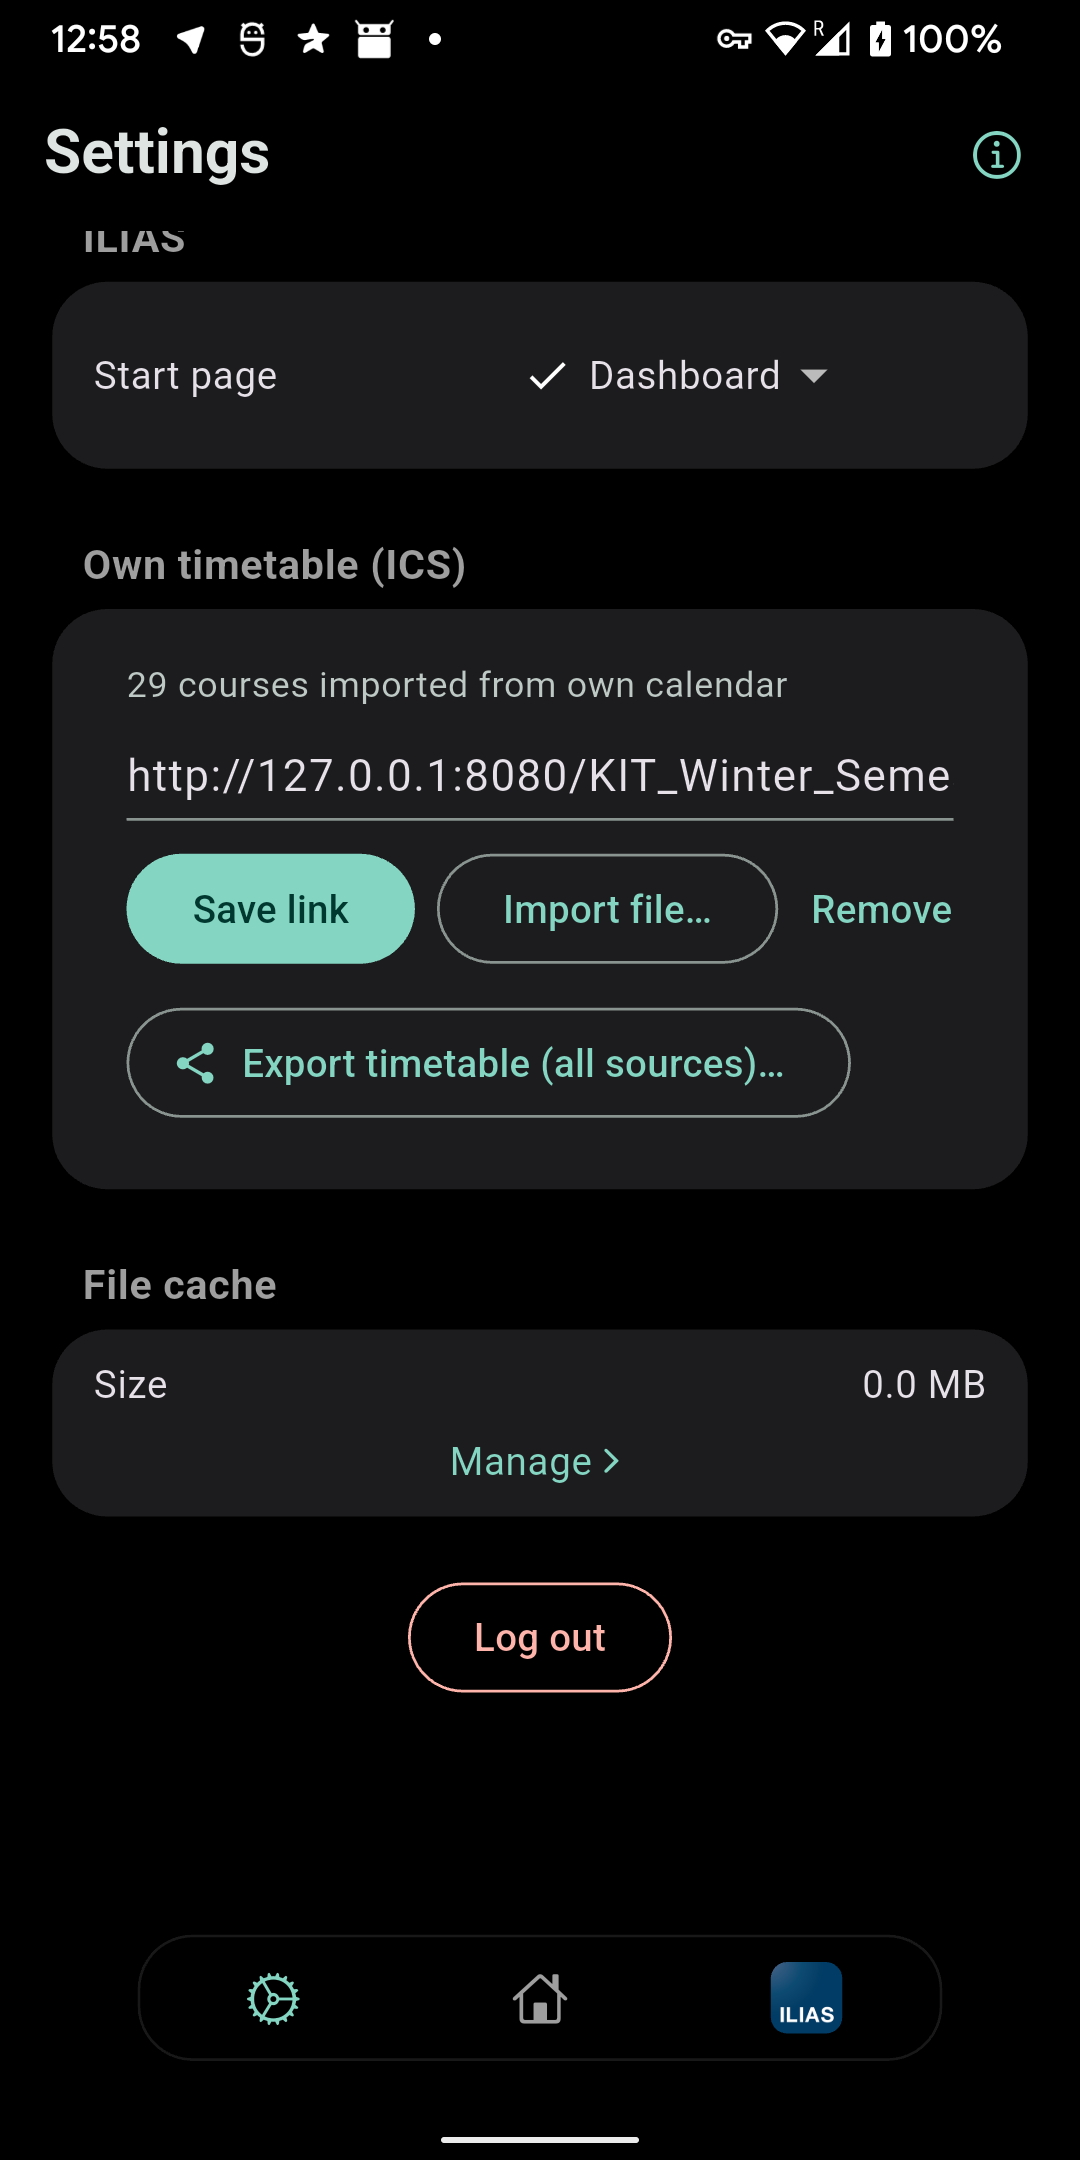 12:58
R
100%
Settings
ILIAS
Start page
Dashboard
Own timetable (ICS)
29 courses imported from own calendar
http://127.0.0.1:8080/KIT_Winter_Seme
Save link
Import file...
Remove
Export timetable (all sources)...
File cache
Size
0.0 MB
Manage
Log out
ILIAS